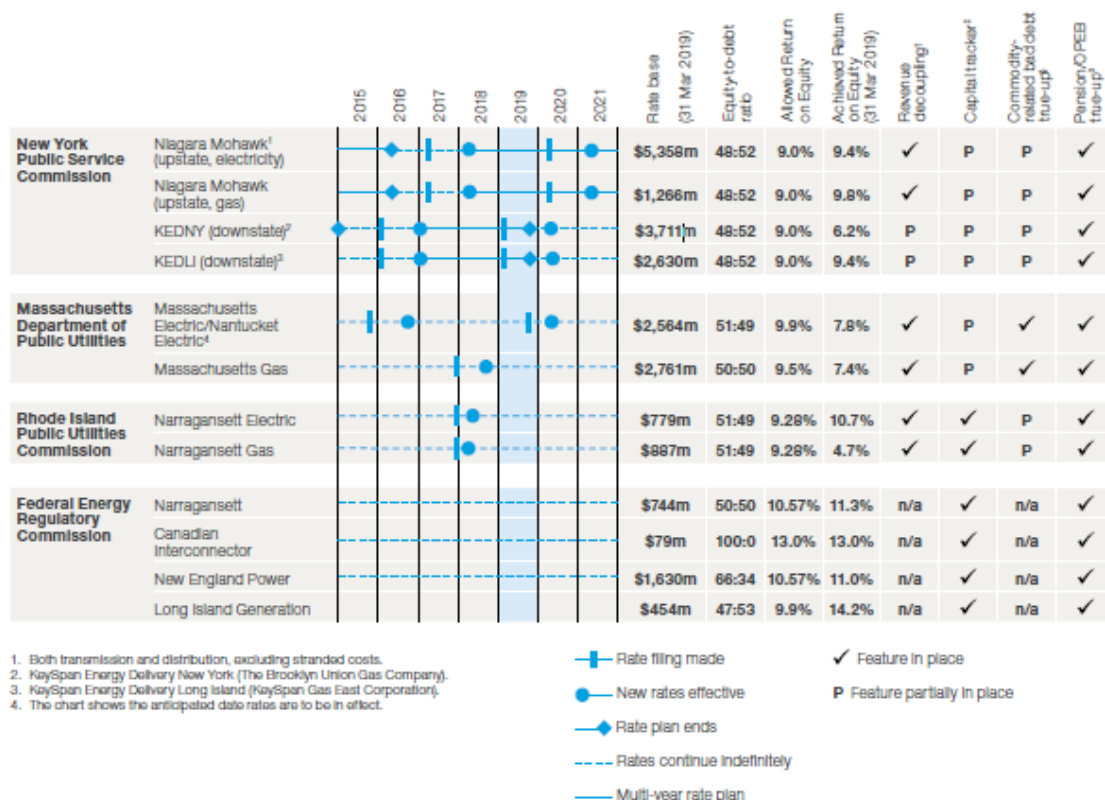 2015
2016
2017
2018
2019
2020
2021
Rate base
(31 Mar 2019)
Equity-to-debt
ratio
Allowed Return
on Equity
Achieved Return
on Equity
(31 Mar 2019)
Revenue
decoupling†
Capital tracker‡
Commodity-
related bad debt
true-up§
Pension/OPEB
true-up◊
New York
Public Service
Commission
Niagara Mohawk¹
(upstate, electricity)
$5,358m 48:52 9.0% 9.4% ✓ P P ✓
Niagara Mohawk
(upstate, gas)
$1,266m 48:52 9.0% 9.8% ✓ P P ✓
KEDNY (downstate)² $3,711m 48:52 9.0% 6.2% P P P ✓
KEDLI (downstate)³ $2,630m 48:52 9.0% 9.4% P P P ✓
Massachusetts
Department of
Public Utilities
Massachusetts
Electric/Nantucket
Electric⁴
$2,564m 51:49 9.9% 7.8% ✓ P ✓ ✓
Massachusetts Gas $2,761m 50:50 9.5% 7.4% ✓ P ✓ ✓
Rhode Island
Public Utilities
Commission
Narragansett Electric $779m 51:49 9.28% 10.7% ✓ ✓ P ✓
Narragansett Gas $887m 51:49 9.28% 4.7% ✓ ✓ P ✓
Federal Energy
Regulatory
Commission
Narragansett $744m 50:50 10.57% 11.3% n/a ✓ n/a ✓
Canadian
Interconnector
$79m 100:0 13.0% 13.0% n/a ✓ n/a ✓
New England Power $1,630m 66:34 10.57% 11.0% n/a ✓ n/a ✓
Long Island Generation $454m 47:53 9.9% 14.2% n/a ✓ n/a ✓
1. Both transmission and distribution, excluding stranded costs.
2. KeySpan Energy Delivery New York (The Brooklyn Union Gas Company).
3. KeySpan Energy Delivery Long Island (KeySpan Gas East Corporation).
4. The chart shows the anticipated date rates are to be in effect.
Rate filing made
New rates effective
Rate plan ends
Rates continue indefinitely
Multi-year rate plan
✓ Feature in place
P Feature partially in place